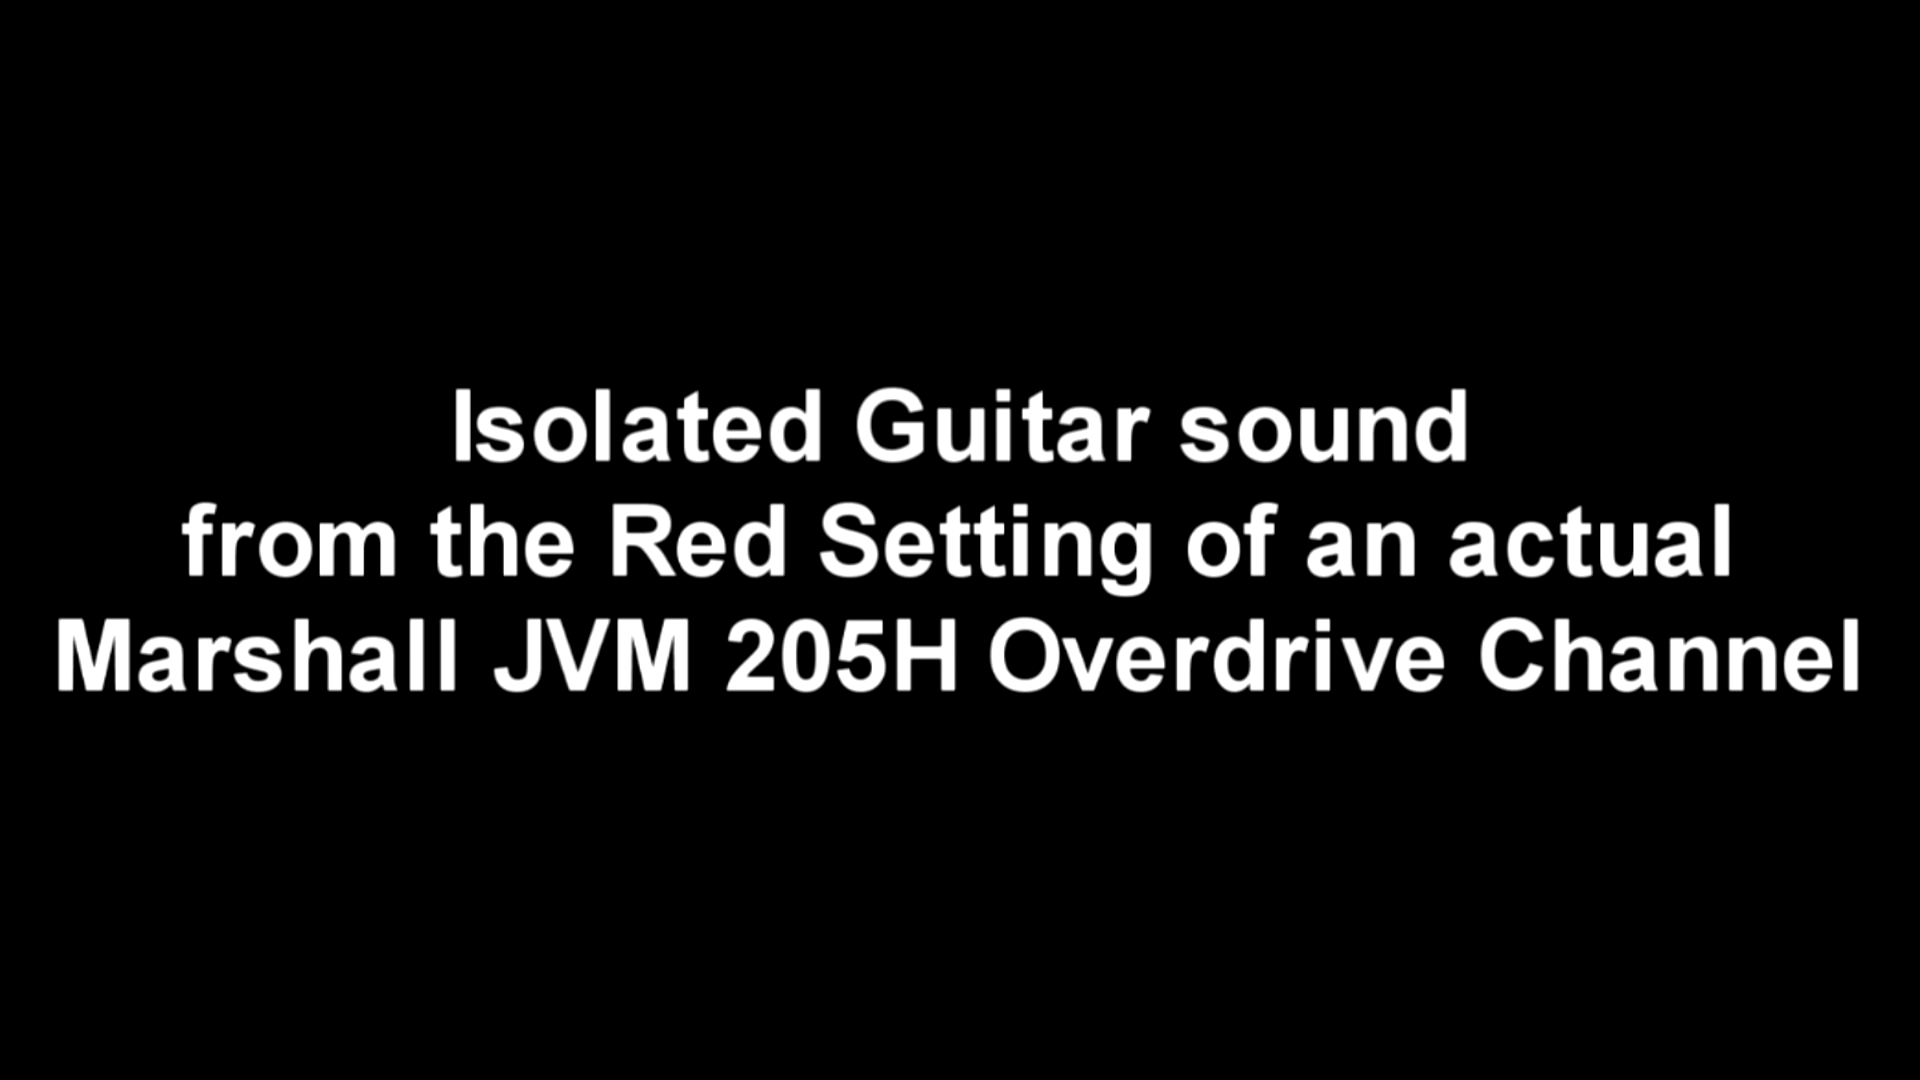 Isolated Guitar sound
from the Red Setting of an actual
Marshall JVM 205H Overdrive Channel